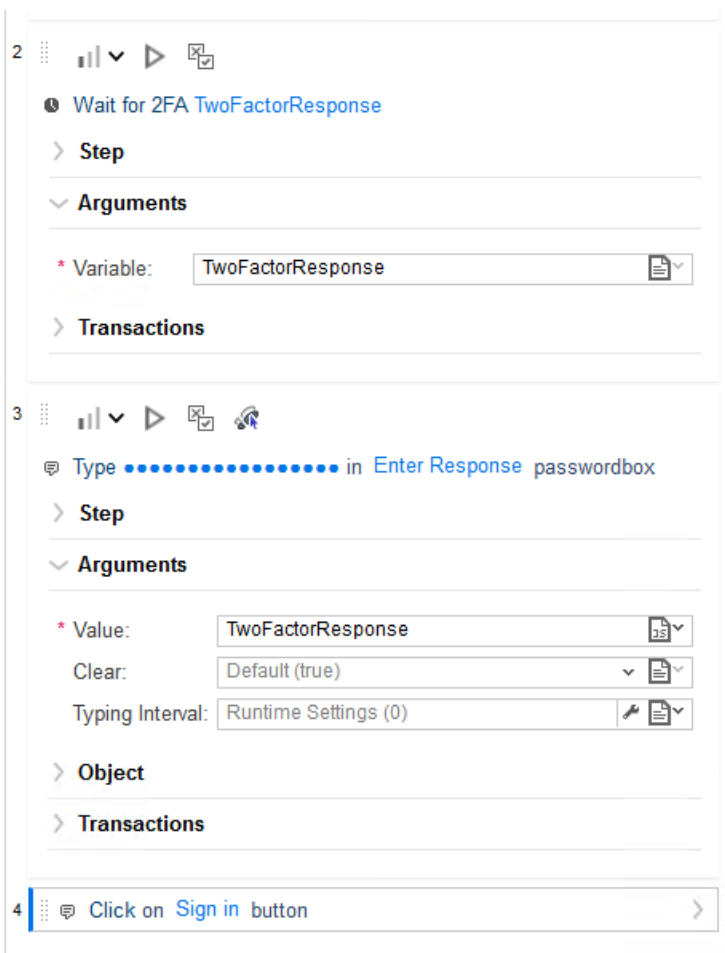 2
Wait for 2FA TwoFactorResponse
Step
Arguments
* Variable: TwoFactorResponse
Transactions
3
Type ●●●●●●●●●●●●●●●●● in Enter Response passwordbox
Step
Arguments
* Value: TwoFactorResponse JS
Clear: Default (true)
Typing Interval: Runtime Settings (0)
Object
Transactions
4 Click on Sign in button